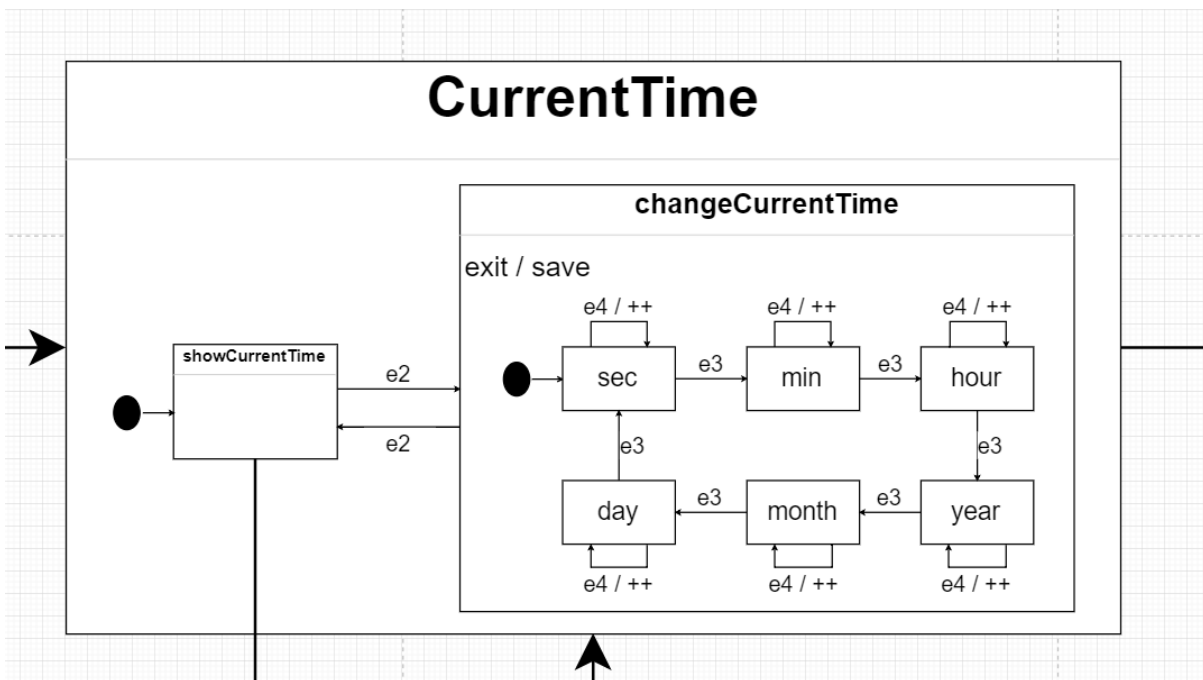 CurrentTime
changeCurrentTime
exit / save
e4 / ++
e4 / ++
e4 / ++
showCurrentTime
e2
e2
sec
e3
min
e3
hour
e3
e3
day
e3
month
e3
year
e4 / ++
e4 / ++
e4 / ++